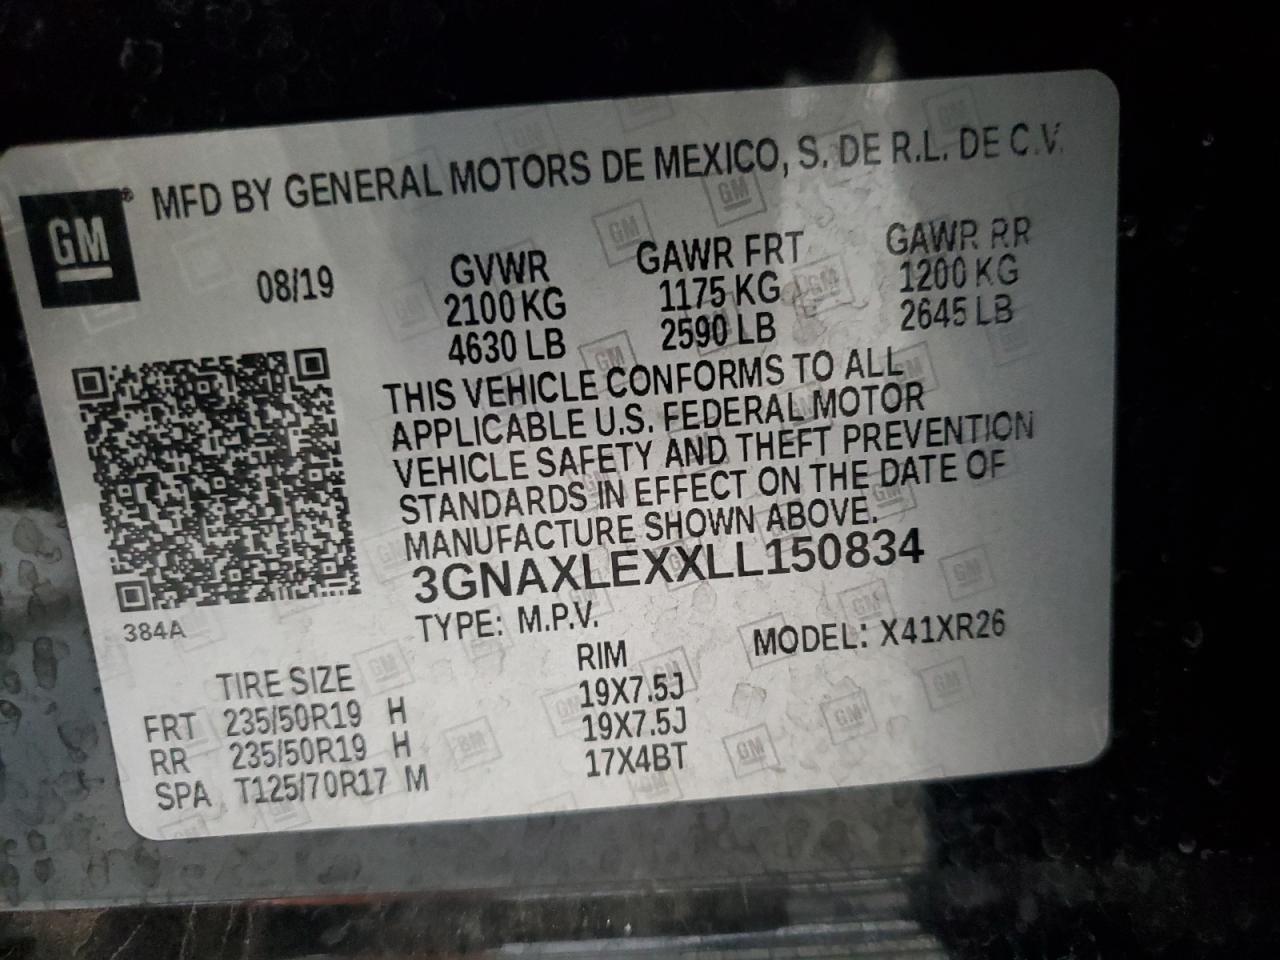 GM® MFD BY GENERAL MOTORS DE MEXICO, S. DE R.L. DE C.V.
08/19 GVWR GAWR FRT GAWR RR
2100 KG 1175 KG 1200 KG
4630 LB 2590 LB 2645 LB
THIS VEHICLE CONFORMS TO ALL
APPLICABLE U.S. FEDERAL MOTOR
VEHICLE SAFETY AND THEFT PREVENTION
STANDARDS IN EFFECT ON THE DATE OF
MANUFACTURE SHOWN ABOVE.
3GNAXLEXXLL150834
384A
TYPE: M.P.V. MODEL: X41XR26
TIRE SIZE RIM
FRT 235/50R19 H 19X7.5J
RR 235/50R19 H 19X7.5J
SPA T125/70R17 M 17X4BT